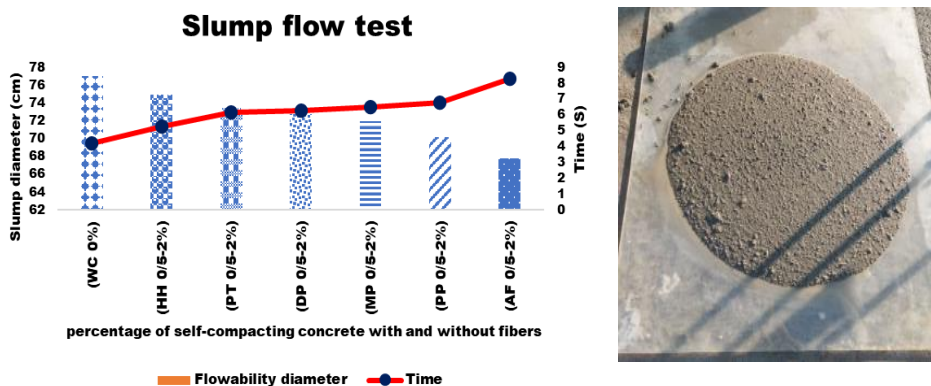 Slump flow test
Slump diameter (cm)
78
76
74
72
70
68
66
64
62
9
8
7
6
5
4
3
2
1
0
Time (S)
(WC 0%)
(HH 0/5-2%)
(PT 0/5-2%)
(DP 0/5-2%)
(MP 0/5-2%)
(PP 0/5-2%)
(AF 0/5-2%)
percentage of self-compacting concrete with and without fibers
Flowability diameter Time